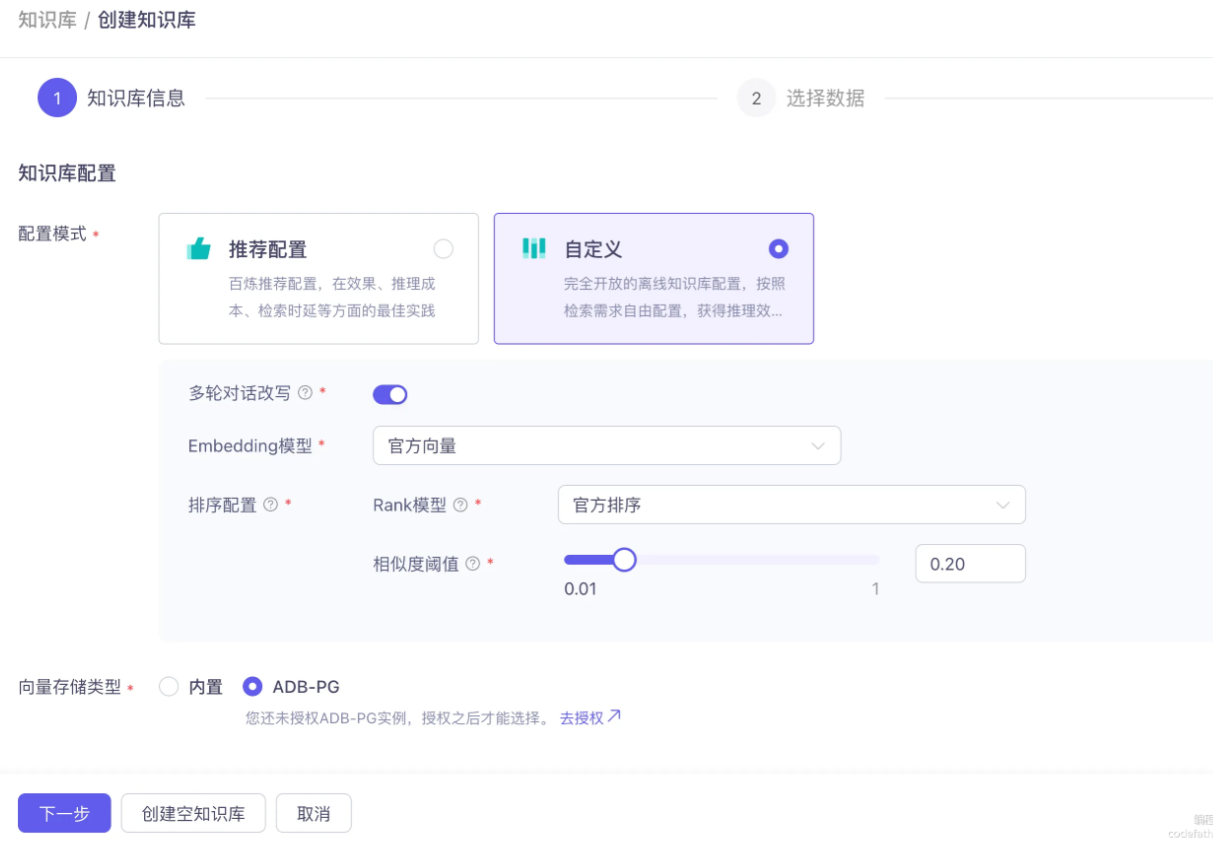 知识库 / 创建知识库
1 知识库信息
2 选择数据
知识库配置
配置模式 *
推荐配置
百炼推荐配置，在效果、推理成
本、检索时延等方面的最佳实践
自定义
完全开放的离线知识库配置，按照
检索需求自由配置，获得推理效...
多轮对话改写 ? *
Embedding模型 *
官方向量
排序配置 ? *
Rank模型 ? *
官方排序
相似度阈值 ? *
0.01
1
0.20
向量存储类型 *
内置
ADB-PG
您还未授权ADB-PG实例，授权之后才能选择。 去授权
下一步
创建空知识库
取消
codefath